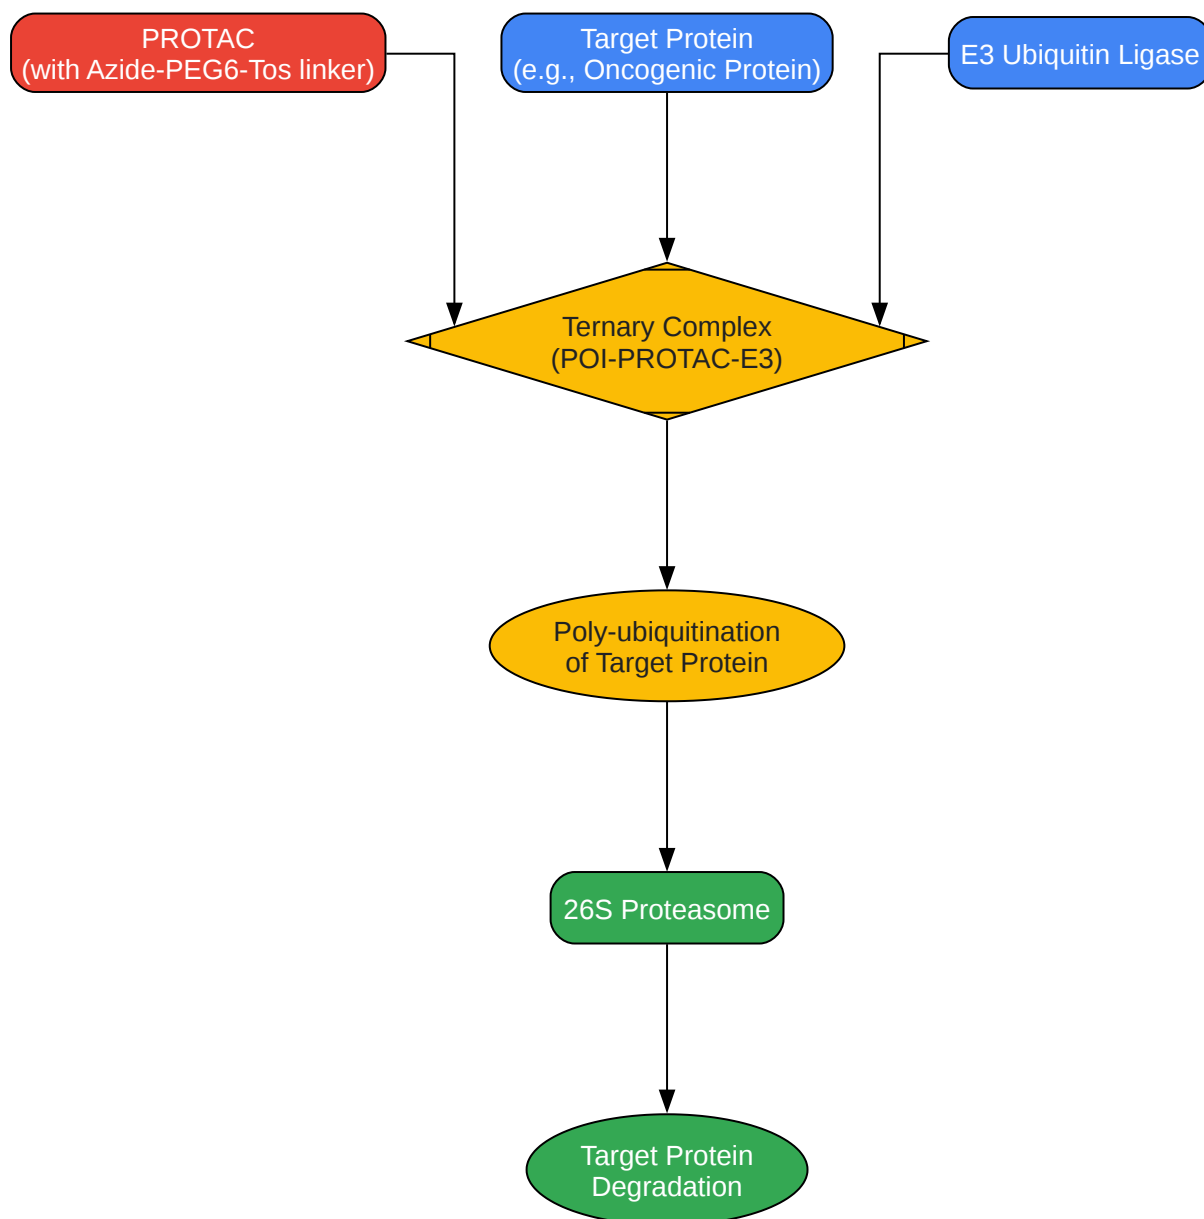 PROTAC
(with Azide-PEG6-Tos linker)
Target Protein
(e.g., Oncogenic Protein)
E3 Ubiquitin Ligase
Ternary Complex
(POI-PROTAC-E3)
Poly-ubiquitination
of Target Protein
26S Proteasome
Target Protein
Degradation